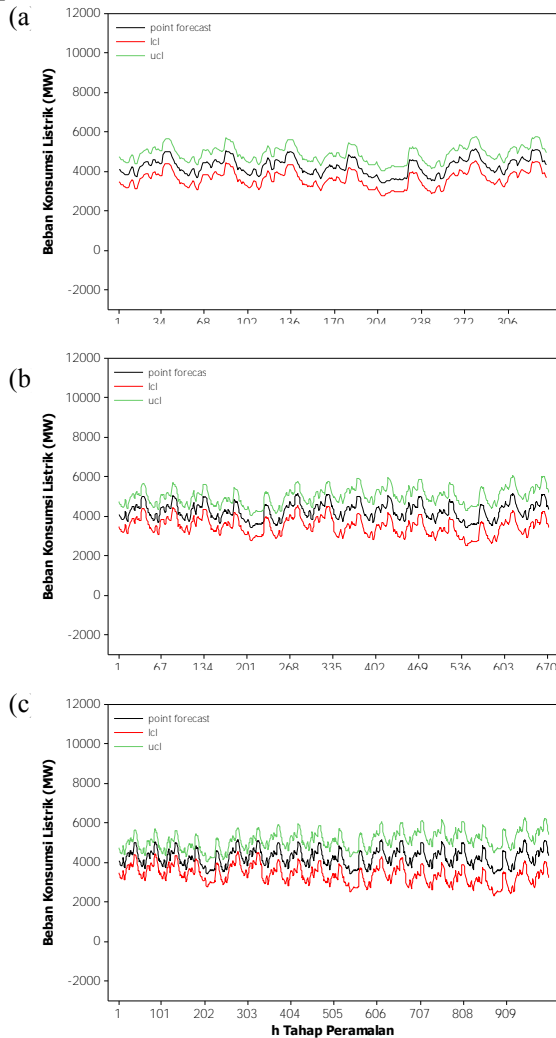 (a)
12000
10000
8000
6000
4000
2000
0
-2000
Beban Konsumsi Listrik (MW)
point forecast
lcl
ucl
1 34 68 102 136 170 204 238 272 306
(b
12000
10000
8000
6000
4000
2000
0
-2000
Beban Konsumsi Listrik (MW)
point forecas
lcl
ucl
1 67 134 201 268 335 402 469 536 603 670
(c)
12000
10000
8000
6000
4000
2000
0
-2000
Beban Konsumsi Listrik (MW)
point forecast
lcl
ucl
1 101 202 303 404 505 606 707 808 909
h Tahap Peramalan